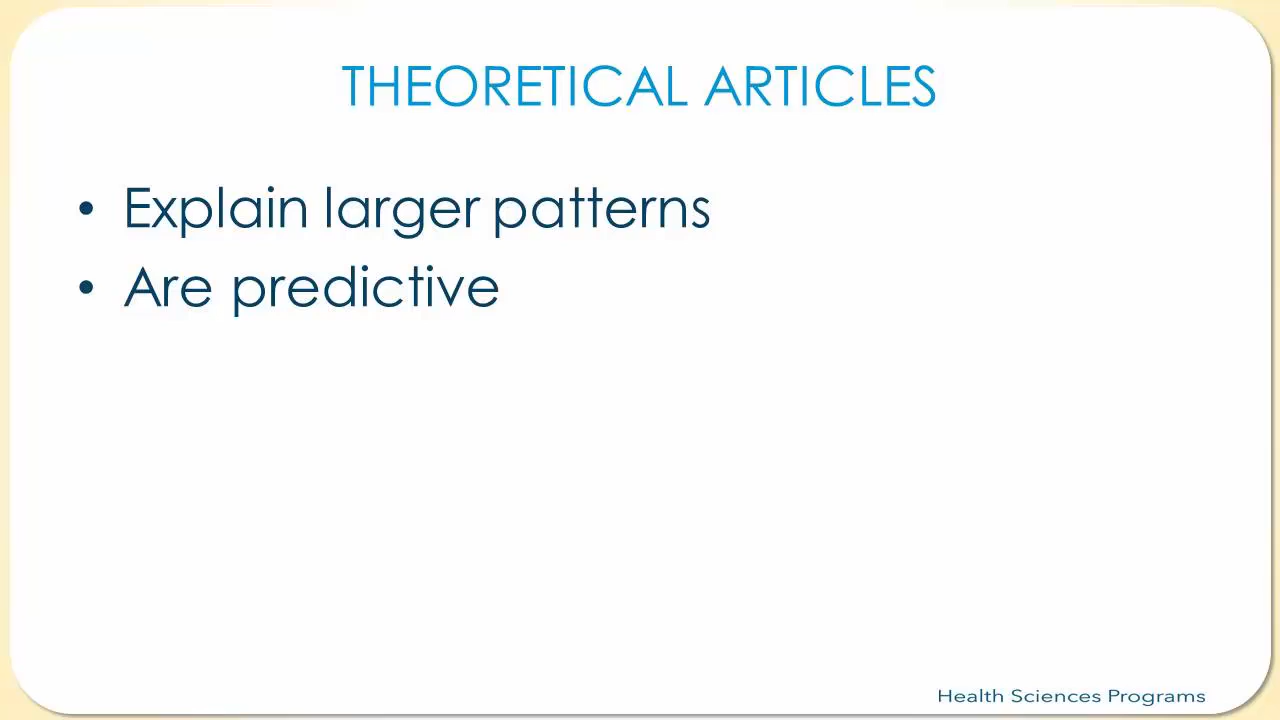 THEORETICAL ARTICLES
• Explain larger patterns
• Are predictive
Health Sciences Programs